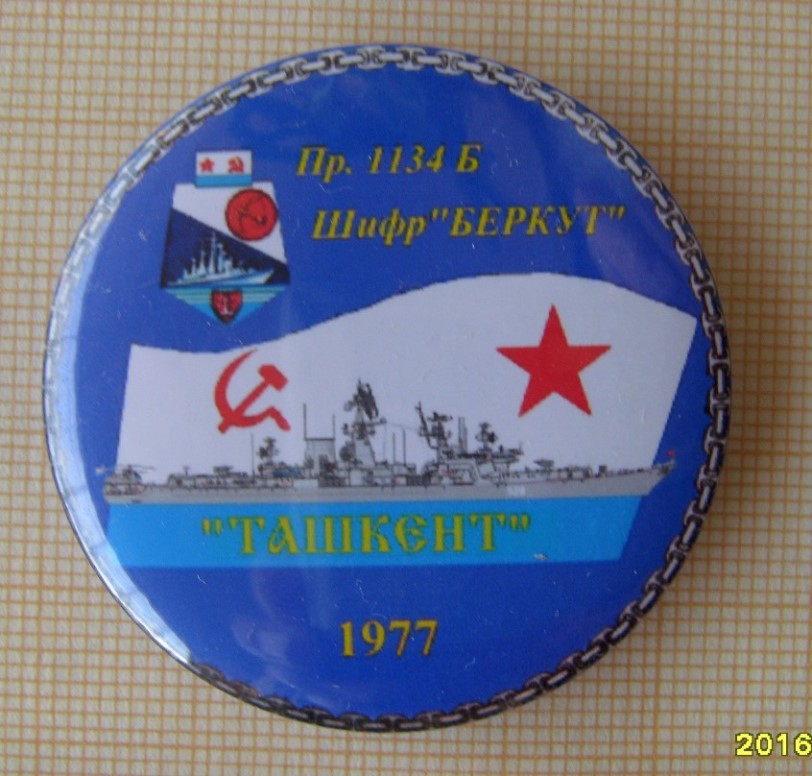 Пр. 1134 Б
Шифр"БЕРКУТ"
"ТАШКЕНТ"
1977
2016